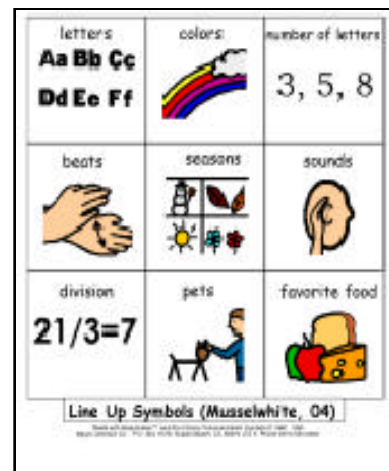 letters
Aa Bb Cc
Dd Ee Ff
colors:
number of letters
3, 5, 8
beats
seasons
sounds
division
21/3=7
pets
favorite food
Line Up Symbols (Musselwhite, 04)